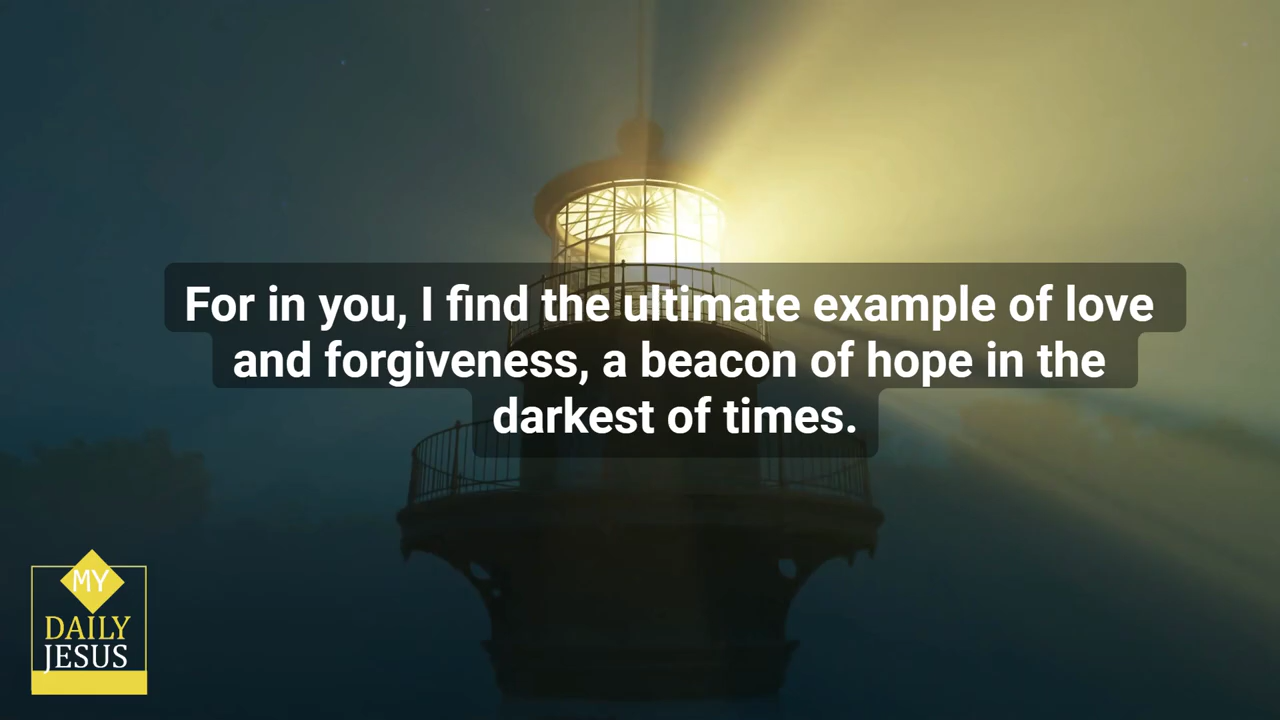 For in you, I find the ultimate example of love
and forgiveness, a beacon of hope in the
darkest of times.
MY
DAILY
JESUS